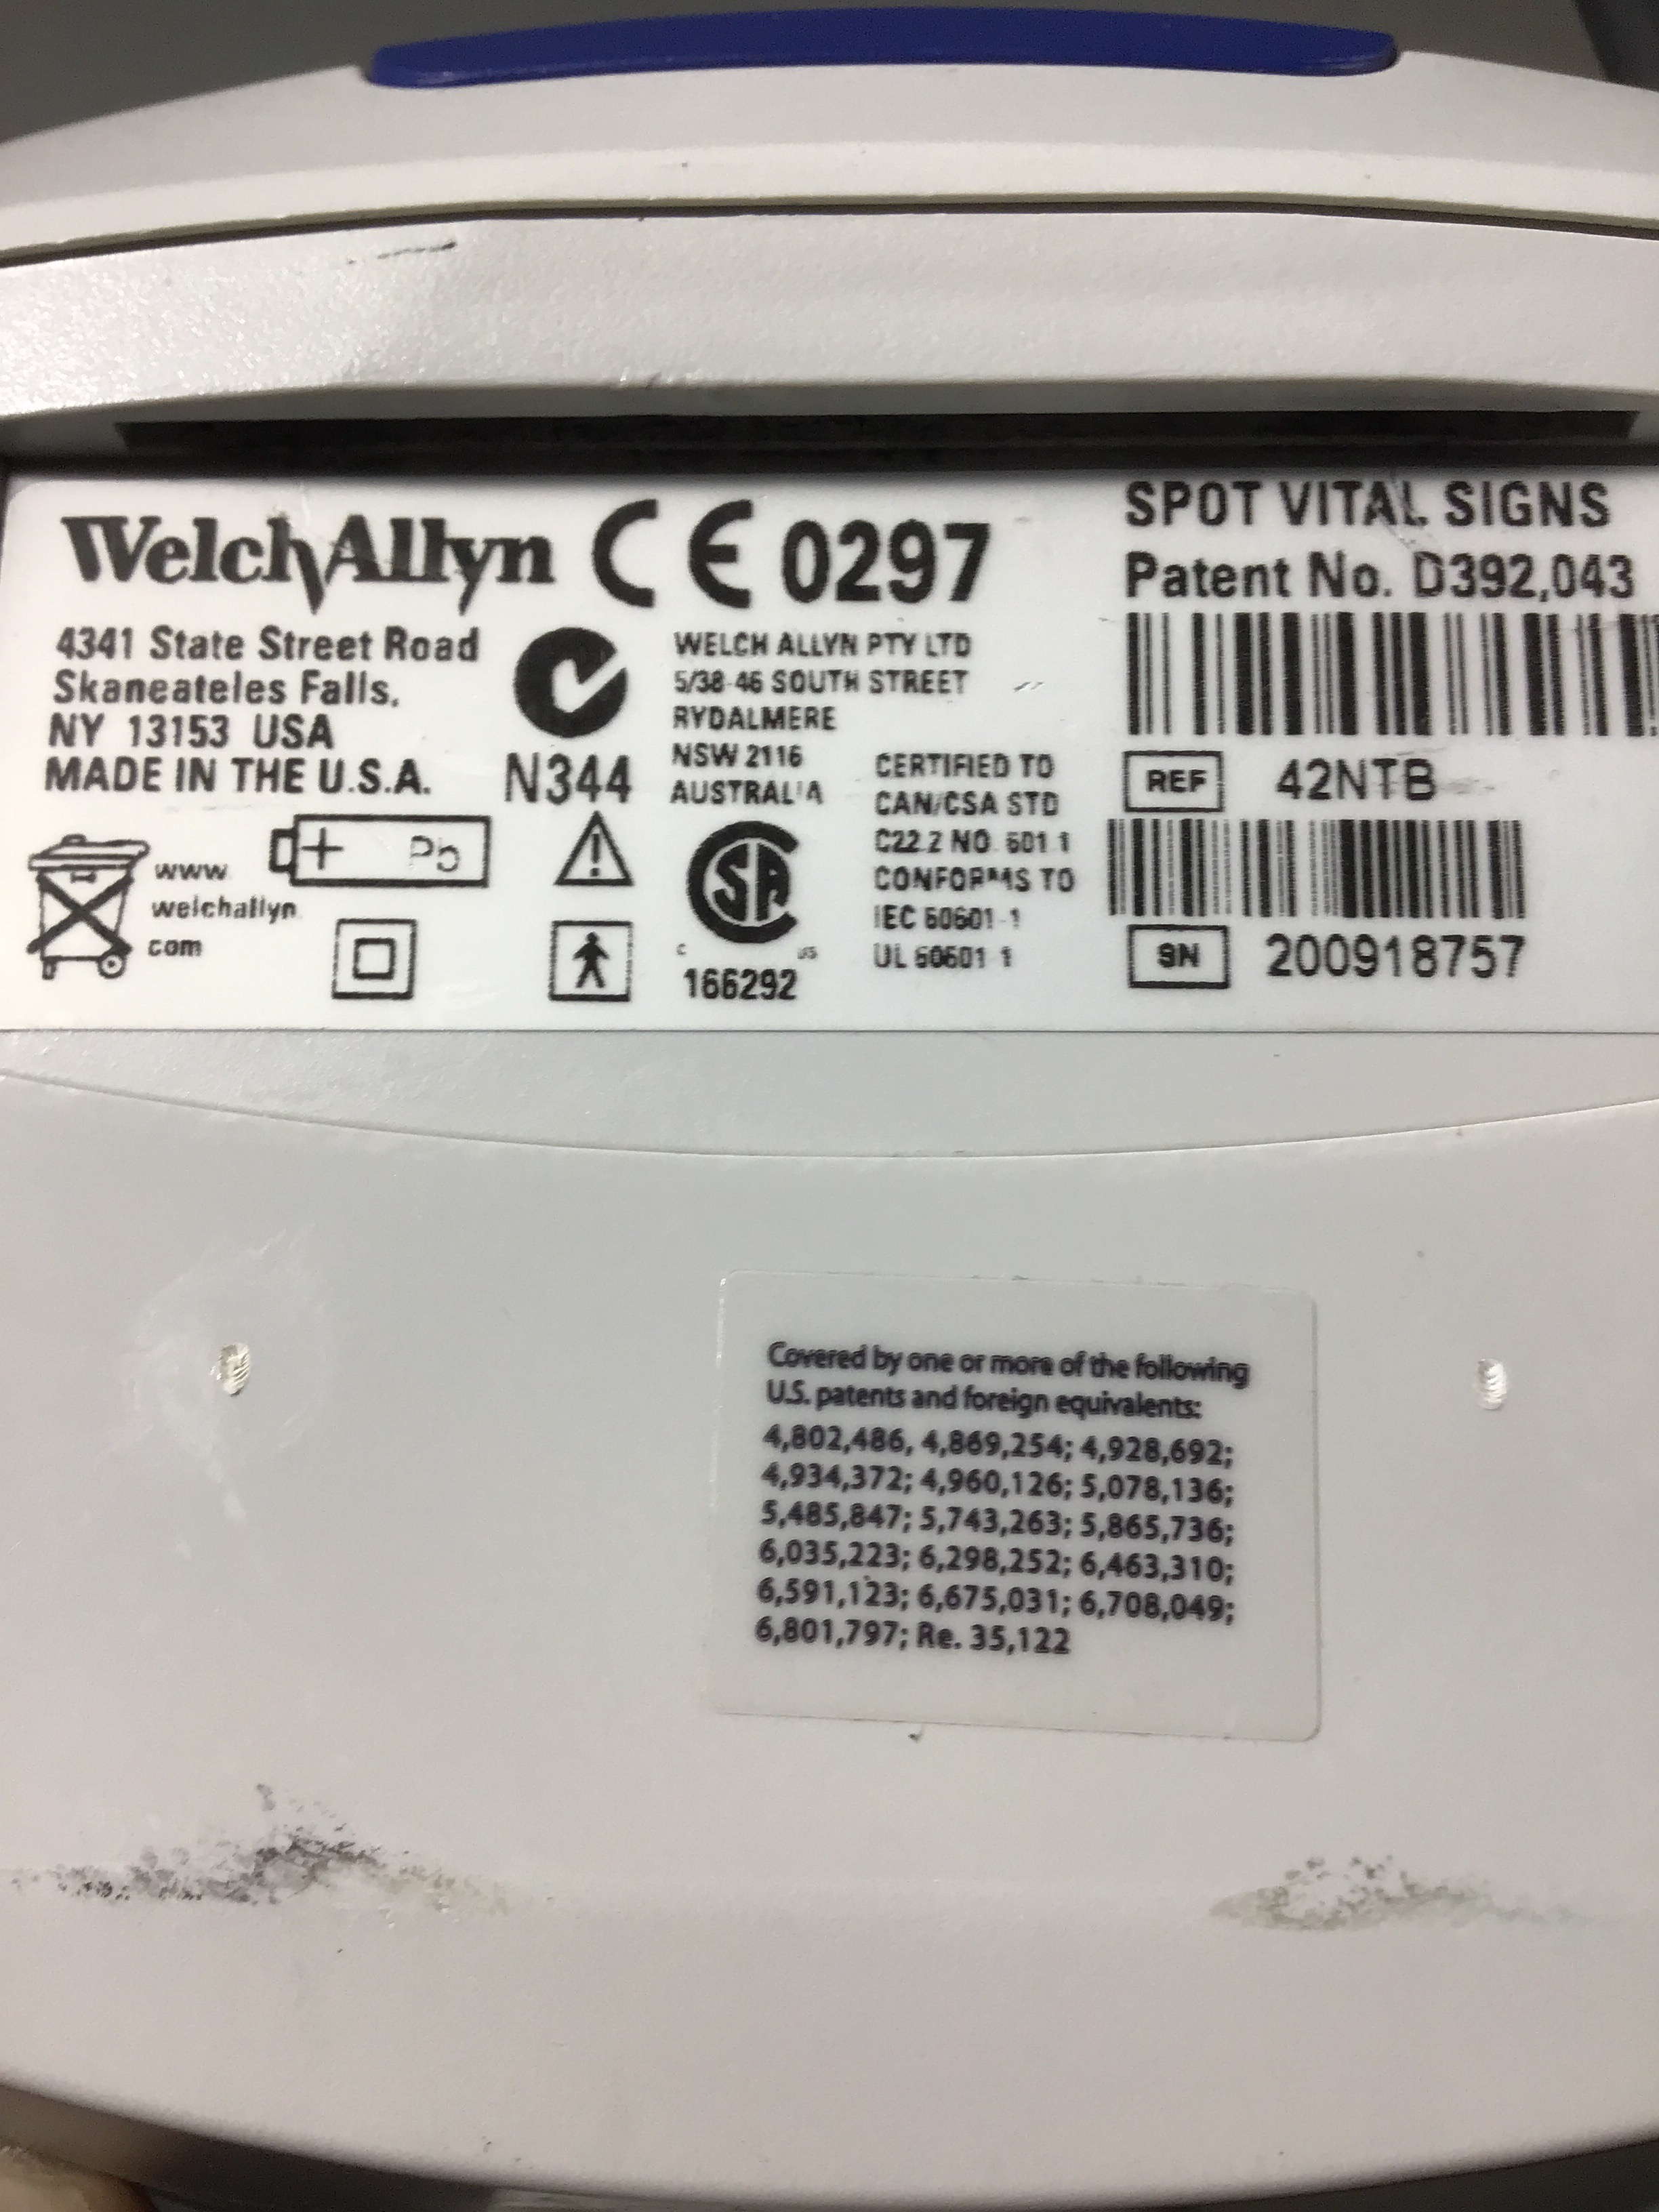 WelchAllyn CE 0297
4341 State Street Road
Skaneateles Falls,
NY 13153 USA
MADE IN THE U.S.A.
www.
welchallyn.
com
+ Pb
N344
WELCH ALLYN PTY LTD
5/38-46 SOUTH STREET
RYDALMERE
NSW 2116
AUSTRALIA
CSA
C US
166292
CERTIFIED TO
CAN/CSA STD
C22.2 NO. 601.1
CONFORMS TO
IEC 60601-1
UL 60601-1
SPOT VITAL SIGNS
Patent No. D392,043
REF 42NTB
SN 200918757
Covered by one or more of the following
U.S. patents and foreign equivalents:
4,802,486, 4,869,254; 4,928,692;
4,934,372; 4,960,126; 5,078,136;
5,485,847; 5,743,263; 5,865,736;
6,035,223; 6,298,252; 6,463,310;
6,591,123; 6,675,031; 6,708,049;
6,801,797; Re. 35,122